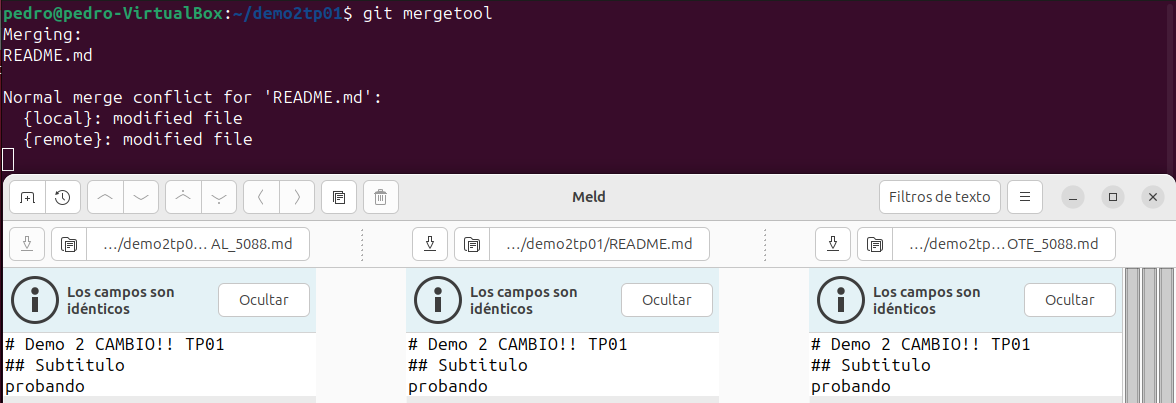 pedro@pedro-VirtualBox:~/demo2tp01$ git mergetool
Merging:
README.md
Normal merge conflict for 'README.md':
{local}: modified file
{remote}: modified file
Meld
Filtros de texto
.../demo2tp0... AL_5088.md
.../demo2tp01/README.md
.../demo2tp...OTE_5088.md
Los campos son
idénticos
Ocultar
Los campos son
idénticos
Ocultar
Los campos son
idénticos
Ocultar
# Demo 2 CAMBIO!! TP01
## Subtitulo
probando
# Demo 2 CAMBIO!! TP01
## Subtitulo
probando
# Demo 2 CAMBIO!! TP01
## Subtitulo
probando